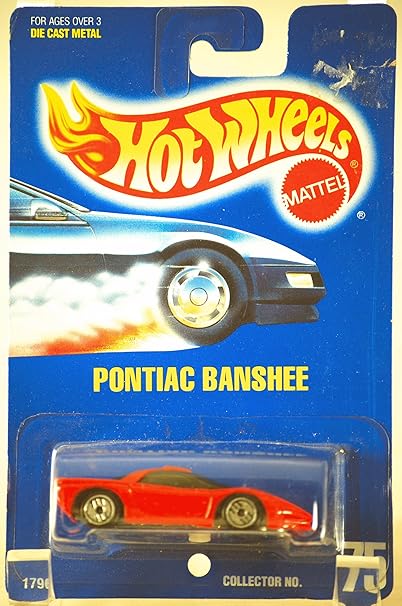 FOR AGES OVER 3
DIE CAST METAL
HOT WHEELS
®
MATTEL
®
PONTIAC BANSHEE
COLLECTOR NO.
75